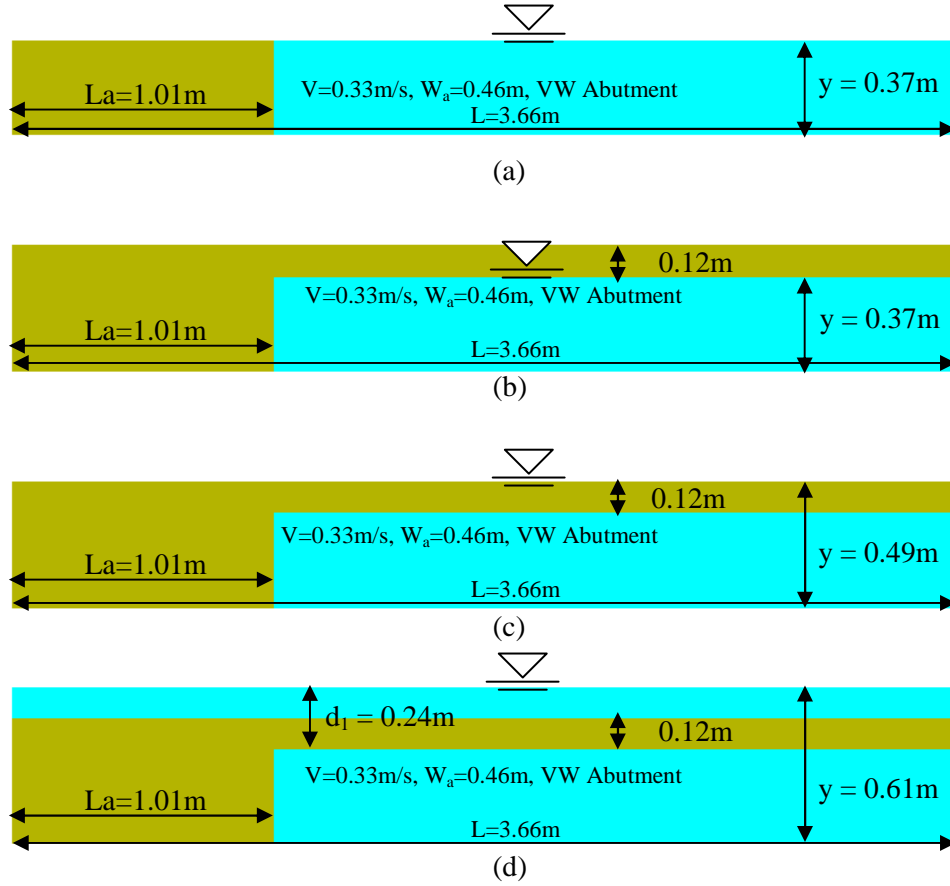 La=1.01m
V=0.33m/s, Wₐ=0.46m, VW Abutment
L=3.66m
y = 0.37m
(a)
0.12m
V=0.33m/s, Wₐ=0.46m, VW Abutment
La=1.01m
L=3.66m
y = 0.37m
(b)
0.12m
V=0.33m/s, Wₐ=0.46m, VW Abutment
La=1.01m
y = 0.49m
L=3.66m
(c)
d₁ = 0.24m
0.12m
V=0.33m/s, Wₐ=0.46m, VW Abutment
La=1.01m
y = 0.61m
L=3.66m
(d)